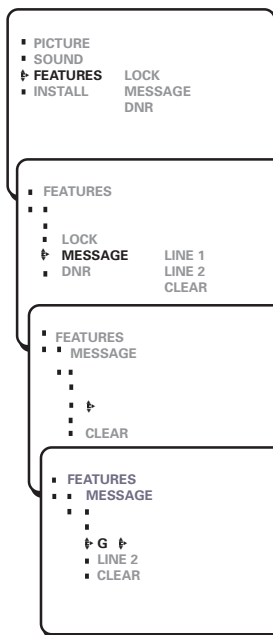 PICTURE
SOUND
FEATURES LOCK
INSTALL MESSAGE
DNR
FEATURES
LOCK
MESSAGE LINE 1
DNR LINE 2
CLEAR
FEATURES
MESSAGE
CLEAR
FEATURES
MESSAGE
G
LINE 2
CLEAR